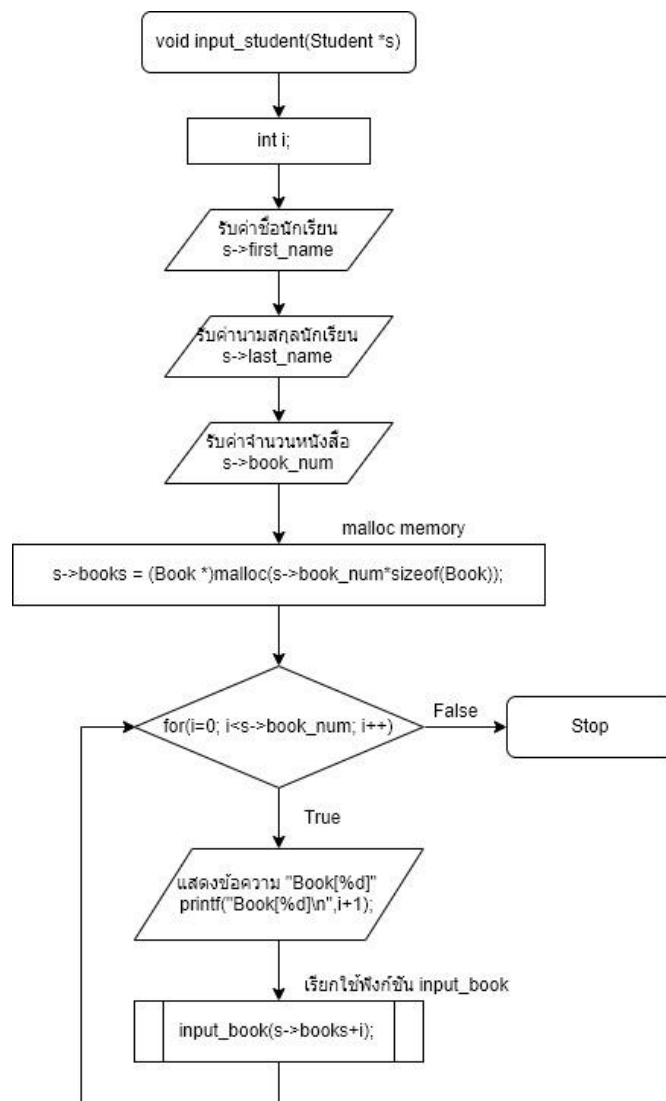 void input_student(Student *s)
int i;
รับค่าชื่อนักเรียน
s->first_name
รับค่านามสกุลนักเรียน
s->last_name
รับค่าจำนวนหนังสือ
s->book_num
malloc memory
s->books = (Book *)malloc(s->book_num*sizeof(Book));
for(i=0; i<s->book_num; i++)
False
Stop
True
แสดงข้อความ "Book[%d]"
printf("Book[%d]\n",i+1);
เรียกใช้ฟังก์ชัน input_book
input_book(s->books+i);